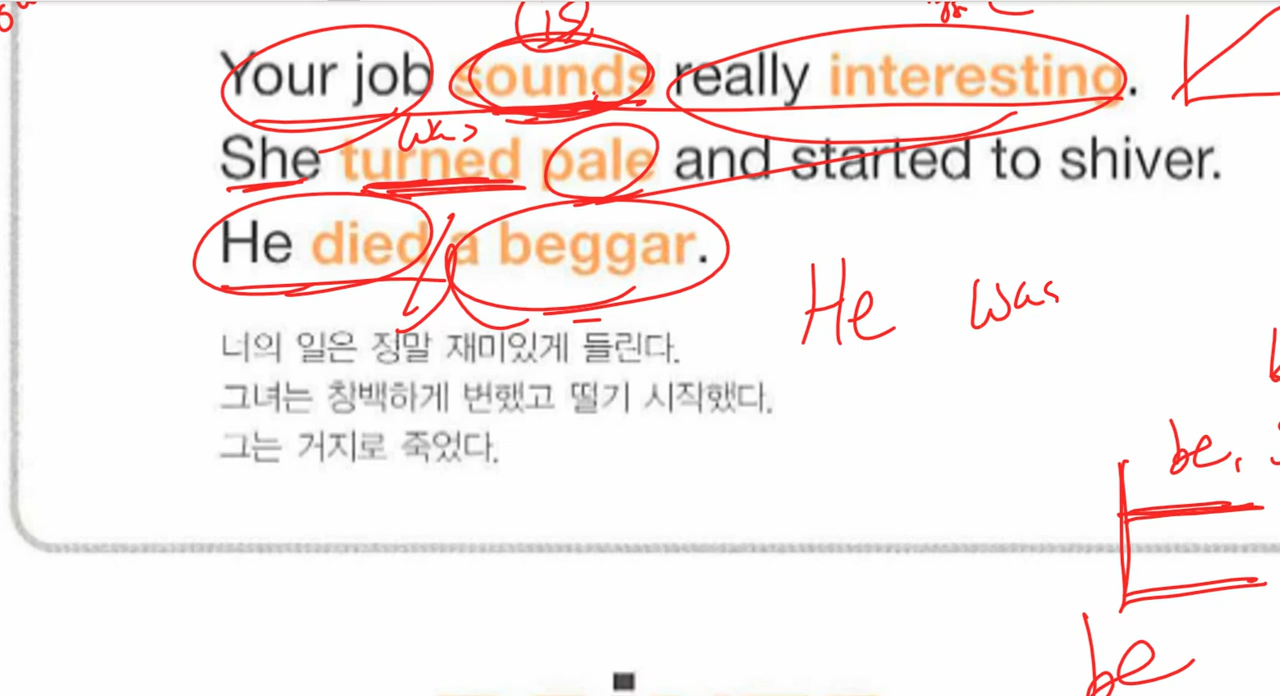 is
Your job sounds really interesting.
was
She turned pale and started to shiver.
He died a beggar.
He was
너의 일은 정말 재미있게 들린다.
그녀는 창백하게 변했고 떨기 시작했다.
그는 거지로 죽었다.
be,
be